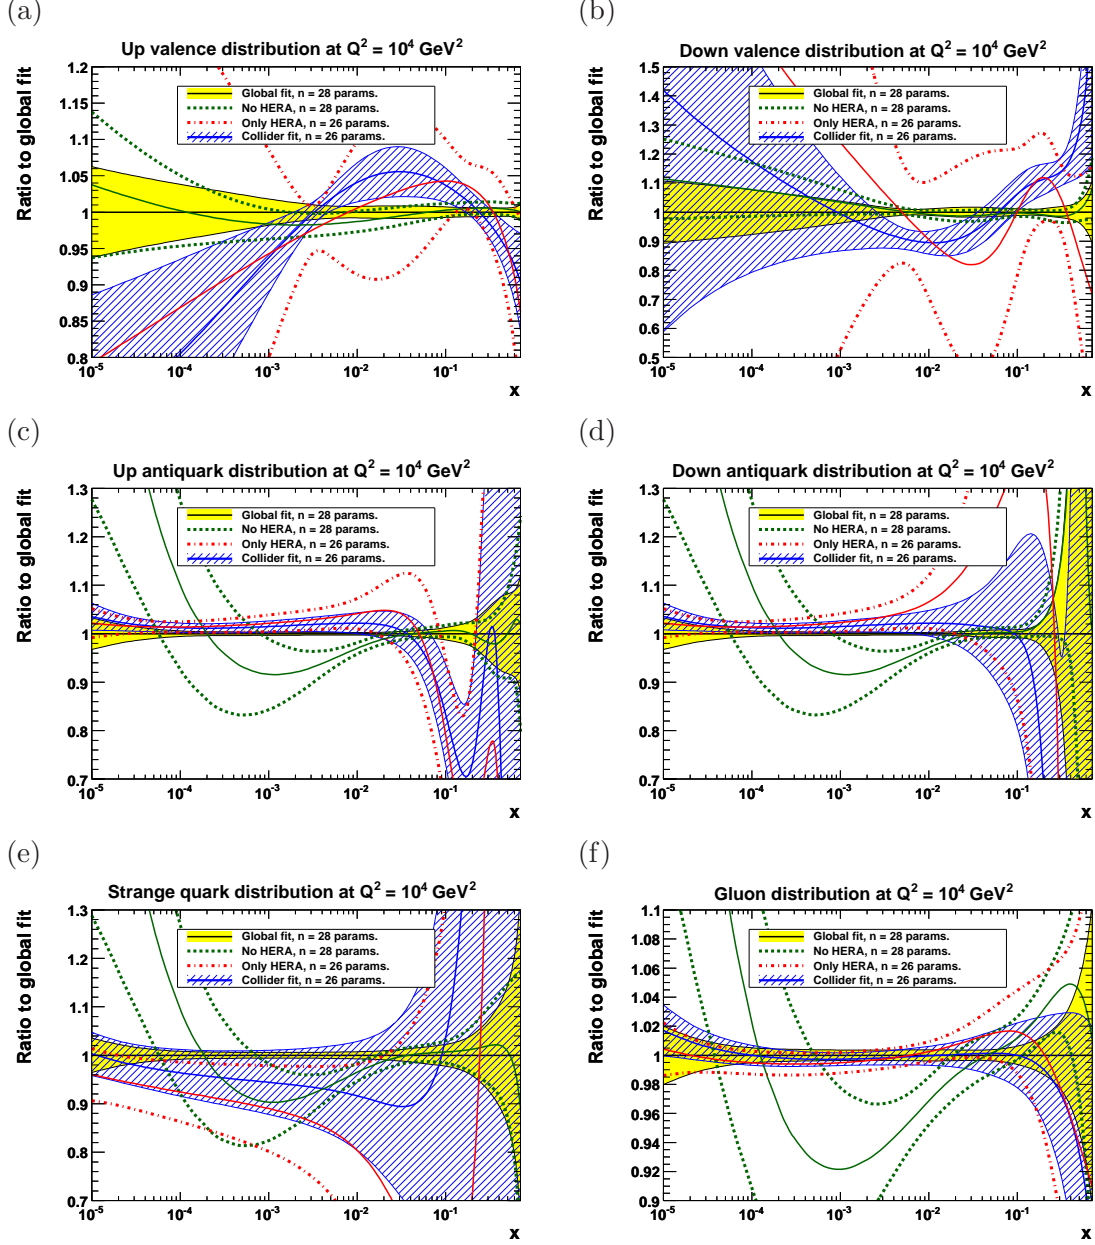 (a)
Up valence distribution at Q² = 10⁴ GeV²
Ratio to global fit
1.2
1.15
1.1
1.05
1
0.95
0.9
0.85
0.8
Global fit, n = 28 params.
No HERA, n = 28 params.
Only HERA, n = 26 params.
Collider fit, n = 26 params.
10⁻⁵ 10⁻⁴ 10⁻³ 10⁻² 10⁻¹
x
(b)
Down valence distribution at Q² = 10⁴ GeV²
Ratio to global fit
1.5
1.4
1.3
1.2
1.1
1
0.9
0.8
0.7
0.6
0.5
Global fit, n = 28 params.
No HERA, n = 28 params.
Only HERA, n = 26 params.
Collider fit, n = 26 params.
10⁻⁵ 10⁻⁴ 10⁻³ 10⁻² 10⁻¹
x
(c)
Up antiquark distribution at Q² = 10⁴ GeV²
Ratio to global fit
1.3
1.2
1.1
1
0.9
0.8
0.7
Global fit, n = 28 params.
No HERA, n = 28 params.
Only HERA, n = 26 params.
Collider fit, n = 26 params.
10⁻⁵ 10⁻⁴ 10⁻³ 10⁻² 10⁻¹
x
(d)
Down antiquark distribution at Q² = 10⁴ GeV²
Ratio to global fit
1.3
1.2
1.1
1
0.9
0.8
0.7
Global fit, n = 28 params.
No HERA, n = 28 params.
Only HERA, n = 26 params.
Collider fit, n = 26 params.
10⁻⁵ 10⁻⁴ 10⁻³ 10⁻² 10⁻¹
x
(e)
Strange quark distribution at Q² = 10⁴ GeV²
Ratio to global fit
1.3
1.2
1.1
1
0.9
0.8
0.7
Global fit, n = 28 params.
No HERA, n = 28 params.
Only HERA, n = 26 params.
Collider fit, n = 26 params.
10⁻⁵ 10⁻⁴ 10⁻³ 10⁻² 10⁻¹
x
(f)
Gluon distribution at Q² = 10⁴ GeV²
Ratio to global fit
1.1
1.08
1.06
1.04
1.02
1
0.98
0.96
0.94
0.92
0.9
Global fit, n = 28 params.
No HERA, n = 28 params.
Only HERA, n = 26 params.
Collider fit, n = 26 params.
10⁻⁵ 10⁻⁴ 10⁻³ 10⁻² 10⁻¹
x